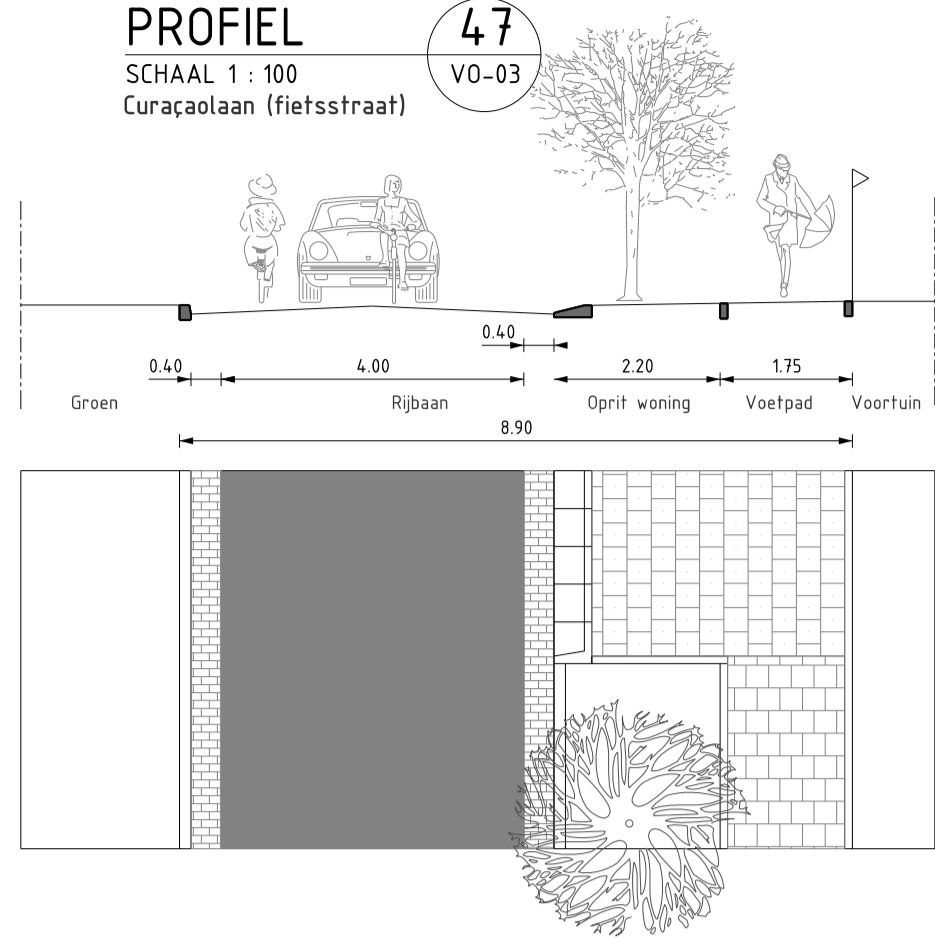 PROFIEL
47
SCHAAL 1 : 100
VO-03
Curaçaolaan (fietsstraat)
0.40
0.40
4.00
2.20
1.75
Groen
Rijbaan
Oprit woning
Voetpad
Voortuin
8.90